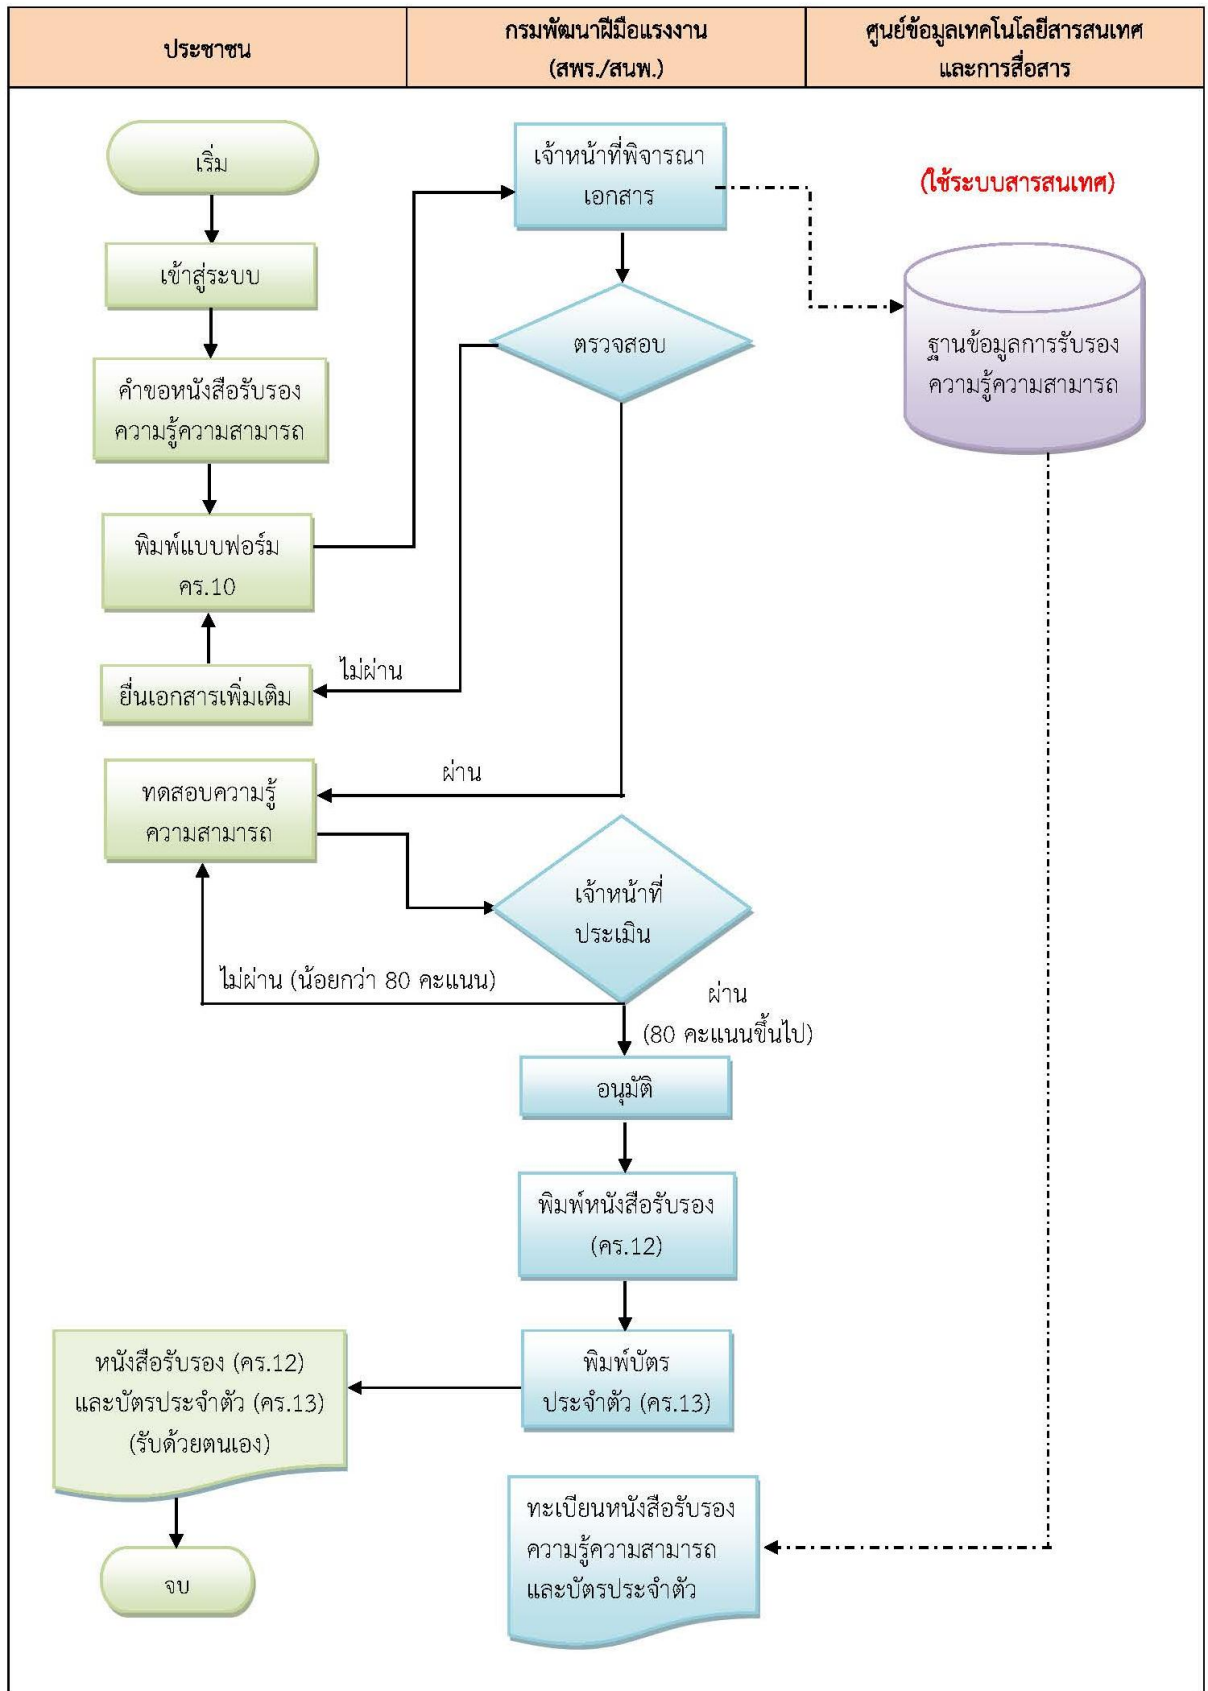 ประชาชน
กรมพัฒนาฝีมือแรงงาน
(สพร./สนพ.)
ศูนย์ข้อมูลเทคโนโลยีสารสนเทศ
และการสื่อสาร
เริ่ม
เข้าสู่ระบบ
คำขอหนังสือรับรอง
ความรู้ความสามารถ
พิมพ์แบบฟอร์ม
คร.10
ยื่นเอกสารเพิ่มเติม
เจ้าหน้าที่พิจารณา
เอกสาร
(ใช้ระบบสารสนเทศ)
ฐานข้อมูลการรับรอง
ความรู้ความสามารถ
ตรวจสอบ
ไม่ผ่าน
ผ่าน
ทดสอบความรู้
ความสามารถ
เจ้าหน้าที่
ประเมิน
ไม่ผ่าน (น้อยกว่า 80 คะแนน)
ผ่าน
(80 คะแนนขึ้นไป)
อนุมัติ
พิมพ์หนังสือรับรอง
(คร.12)
พิมพ์บัตร
ประจำตัว (คร.13)
หนังสือรับรอง (คร.12)
และบัตรประจำตัว (คร.13)
(รับด้วยตนเอง)
จบ
ทะเบียนหนังสือรับรอง
ความรู้ความสามารถ
และบัตรประจำตัว